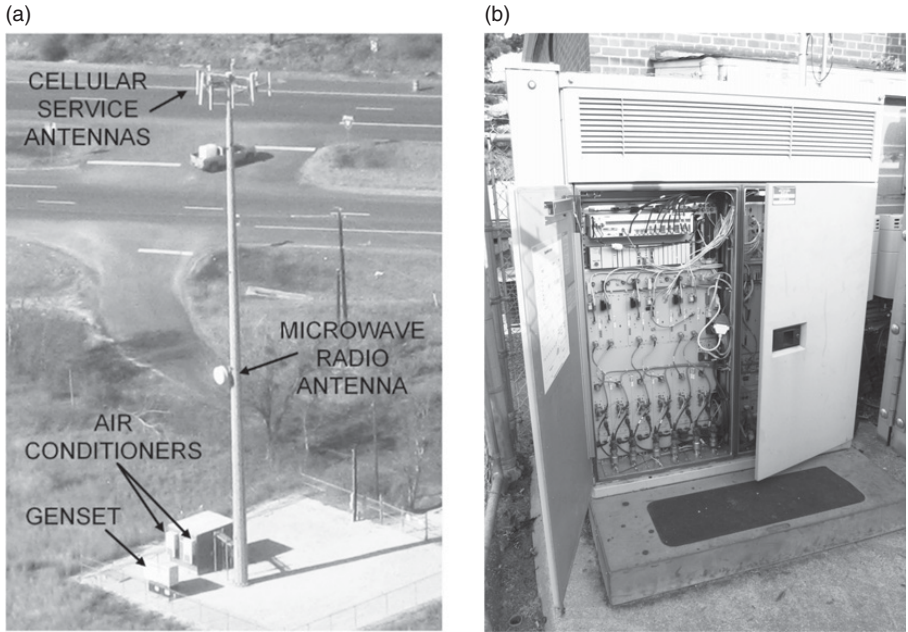 (a)
(b)
CELLULAR
SERVICE
ANTENNAS
MICROWAVE
RADIO
ANTENNA
AIR
CONDITIONERS
GENSET